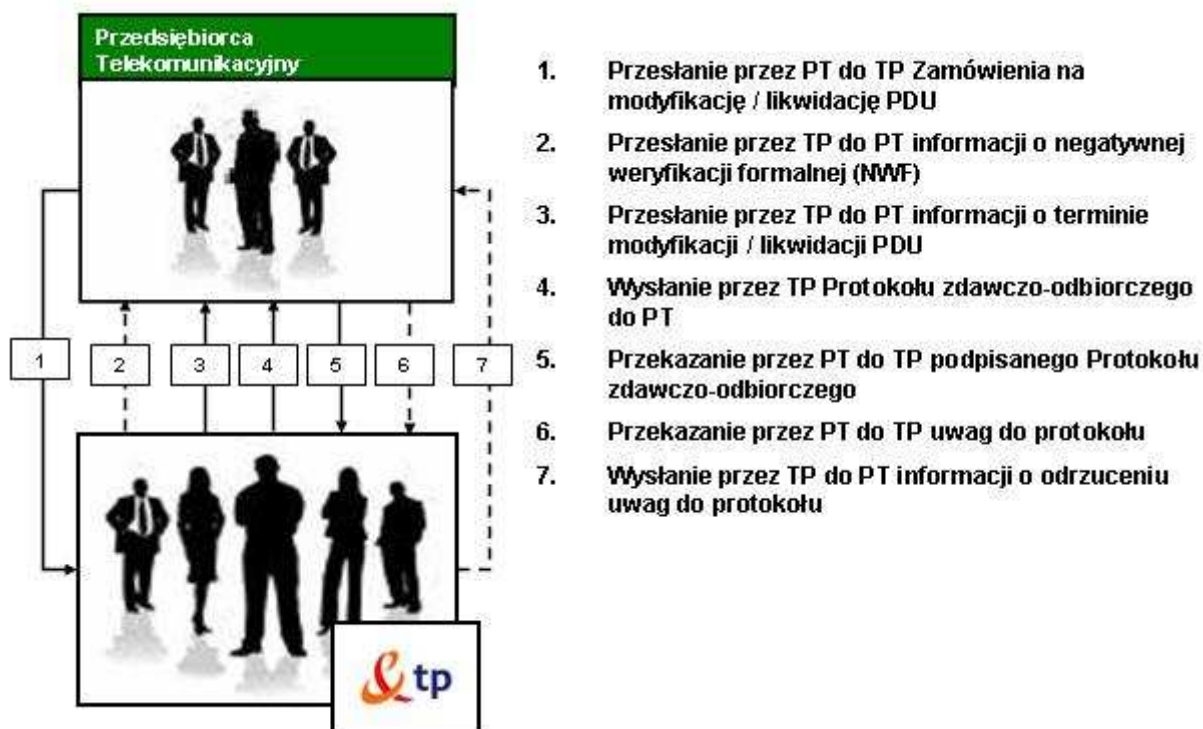 Przedsiębiorca
Telekomunikacyjny
1
2
3
4
5
6
7
tp
1. Przesłanie przez PT do TP Zamówienia na
modyfikację / likwidację PDU
2. Przesłanie przez TP do PT informacji o negatywnej
weryfikacji formalnej (NWF)
3. Przesłanie przez TP do PT informacji o terminie
modyfikacji / likwidacji PDU
4. Wysłanie przez TP Protokołu zdawczo-odbiorczego
do PT
5. Przekazanie przez PT do TP podpisanego Protokołu
zdawczo-odbiorczego
6. Przekazanie przez PT do TP uwag do protokołu
7. Wysłanie przez TP do PT informacji o odrzuceniu
uwag do protokołu